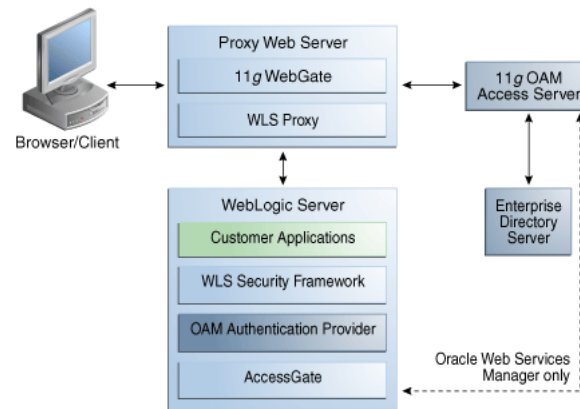 Proxy Web Server
11g WebGate
WLS Proxy
Browser/Client
11g OAM
Access Server
Enterprise
Directory
Server
WebLogic Server
Customer Applications
WLS Security Framework
OAM Authentication Provider
AccessGate
Oracle Web Services
Manager only